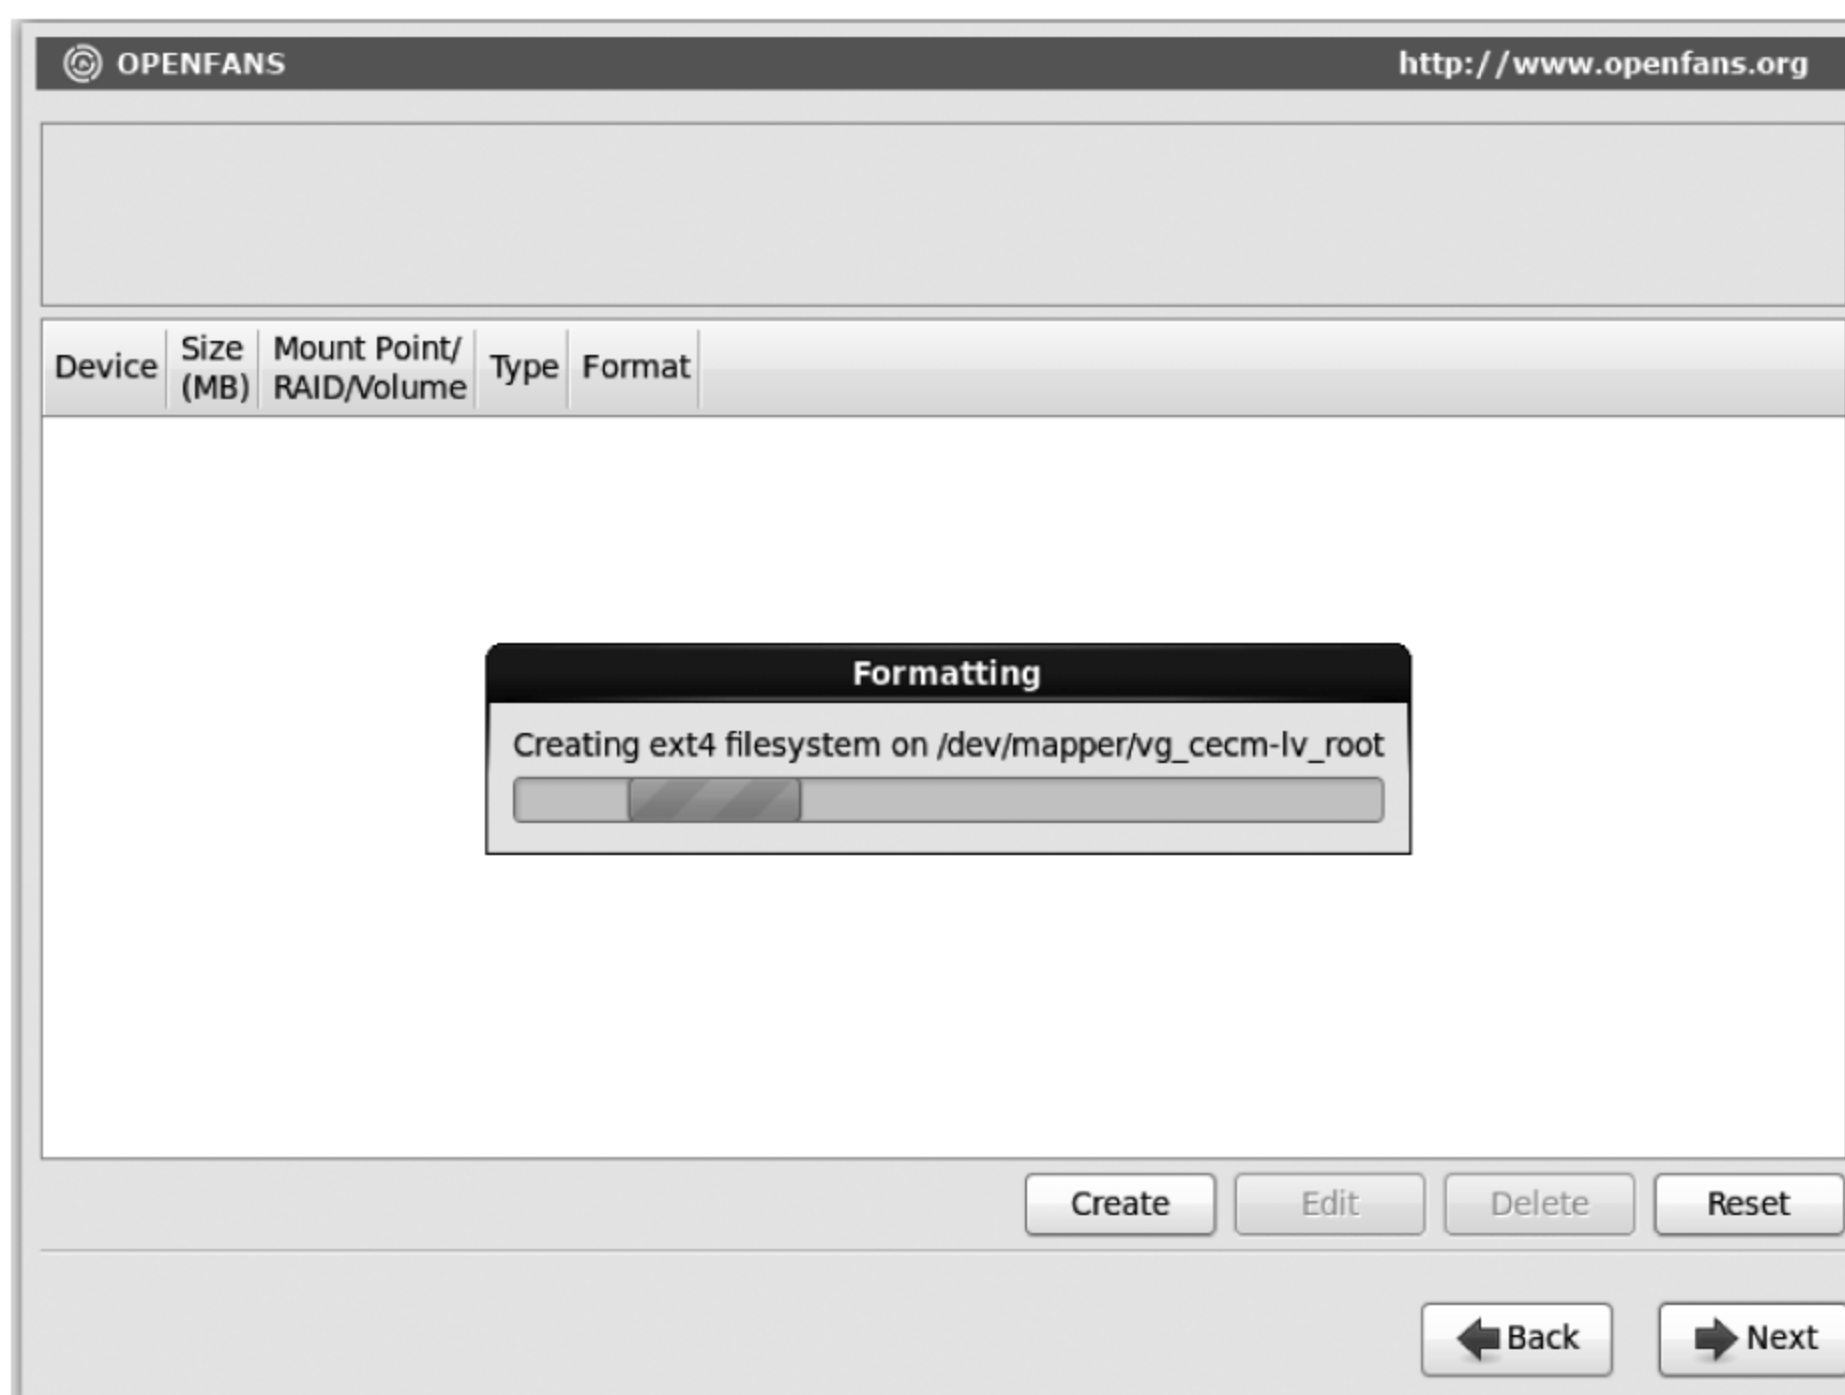 OPENFANS http://www.openfans.org
Device Size (MB) Mount Point/ RAID/Volume Type Format
Formatting
Creating ext4 filesystem on /dev/mapper/vg_cecm-lv_root
Create Edit Delete Reset
Back Next